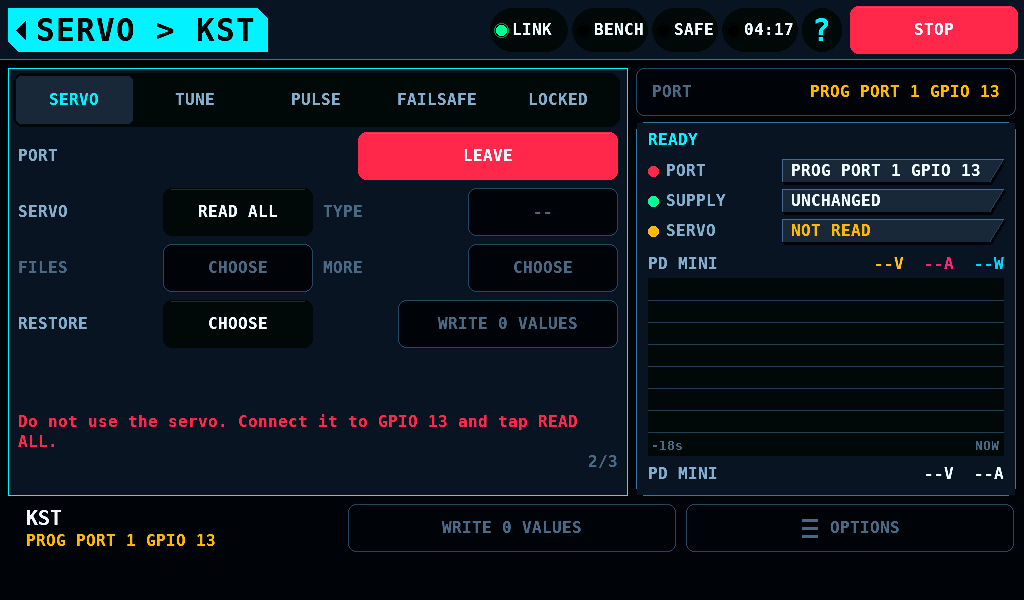 SERVO > KST
LINK
BENCH
SAFE
04:17
?
STOP
SERVO
TUNE
PULSE
FAILSAFE
LOCKED
PORT
LEAVE
SERVO
READ ALL
TYPE
--
FILES
CHOOSE
MORE
CHOOSE
RESTORE
CHOOSE
WRITE 0 VALUES
Do not use the servo. Connect it to GPIO 13 and tap READ
ALL.
2/3
PORT
PROG PORT 1 GPIO 13
READY
PORT
PROG PORT 1 GPIO 13
SUPPLY
UNCHANGED
SERVO
NOT READ
PD MINI
--V
--A
--W
-18s
NOW
PD MINI
--V
--A
KST
PROG PORT 1 GPIO 13
WRITE 0 VALUES
OPTIONS